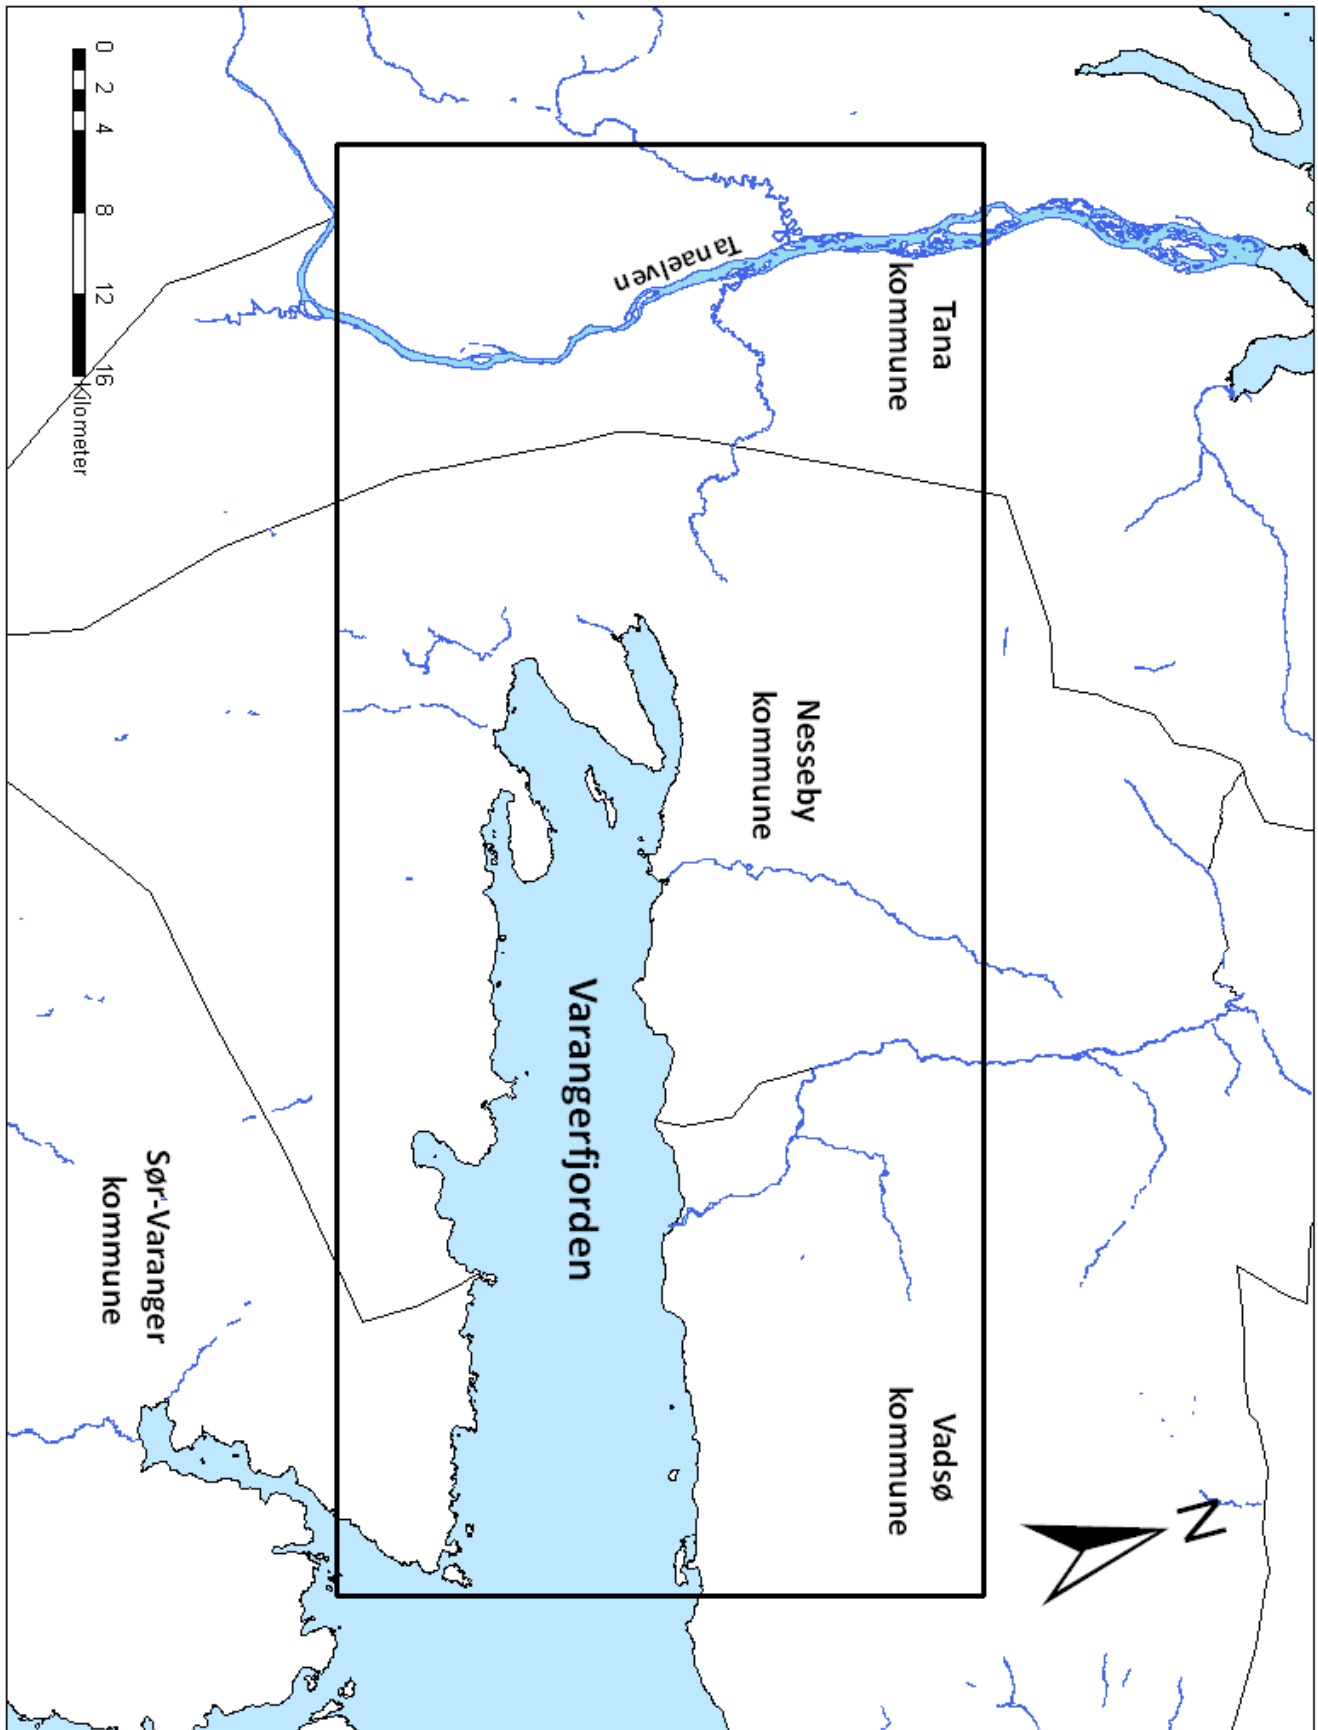 N
Tana
kommune
Vadsø
kommune
Nesseby
kommune
Tanaelven
Varangerfjorden
Sør-Varanger
kommune
0 2 4 8 12 16
Kilometer